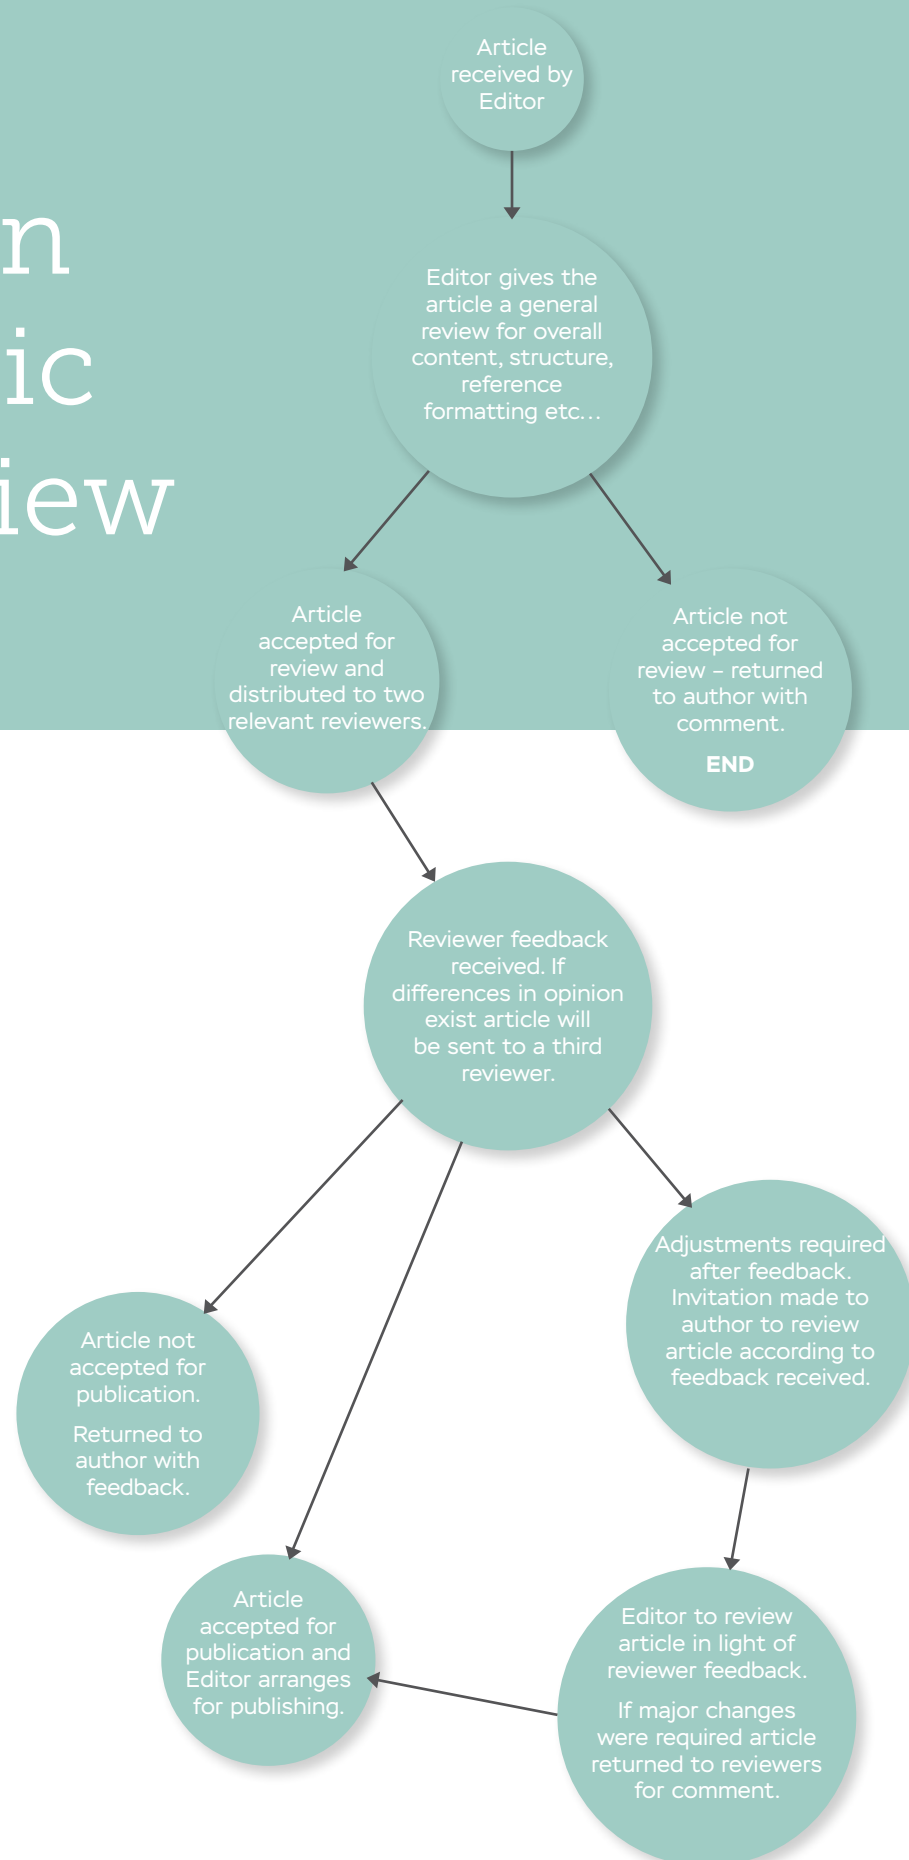 Article
received by
Editor
n
ic
iew
Editor gives the
article a general
review for overall
content, structure,
reference
formatting etc...
Article
accepted for
review and
distributed to two
relevant reviewers.
Article not
accepted for
review – returned
to author with
comment.
END
Reviewer feedback
received. If
differences in opinion
exist article will
be sent to a third
reviewer.
Adjustments required
after feedback.
Invitation made to
author to review
article according to
feedback received.
Article not
accepted for
publication.
Returned to
author with
feedback.
Article
accepted for
publication and
Editor arranges
for publishing.
Editor to review
article in light of
reviewer feedback.
If major changes
were required article
returned to reviewers
for comment.